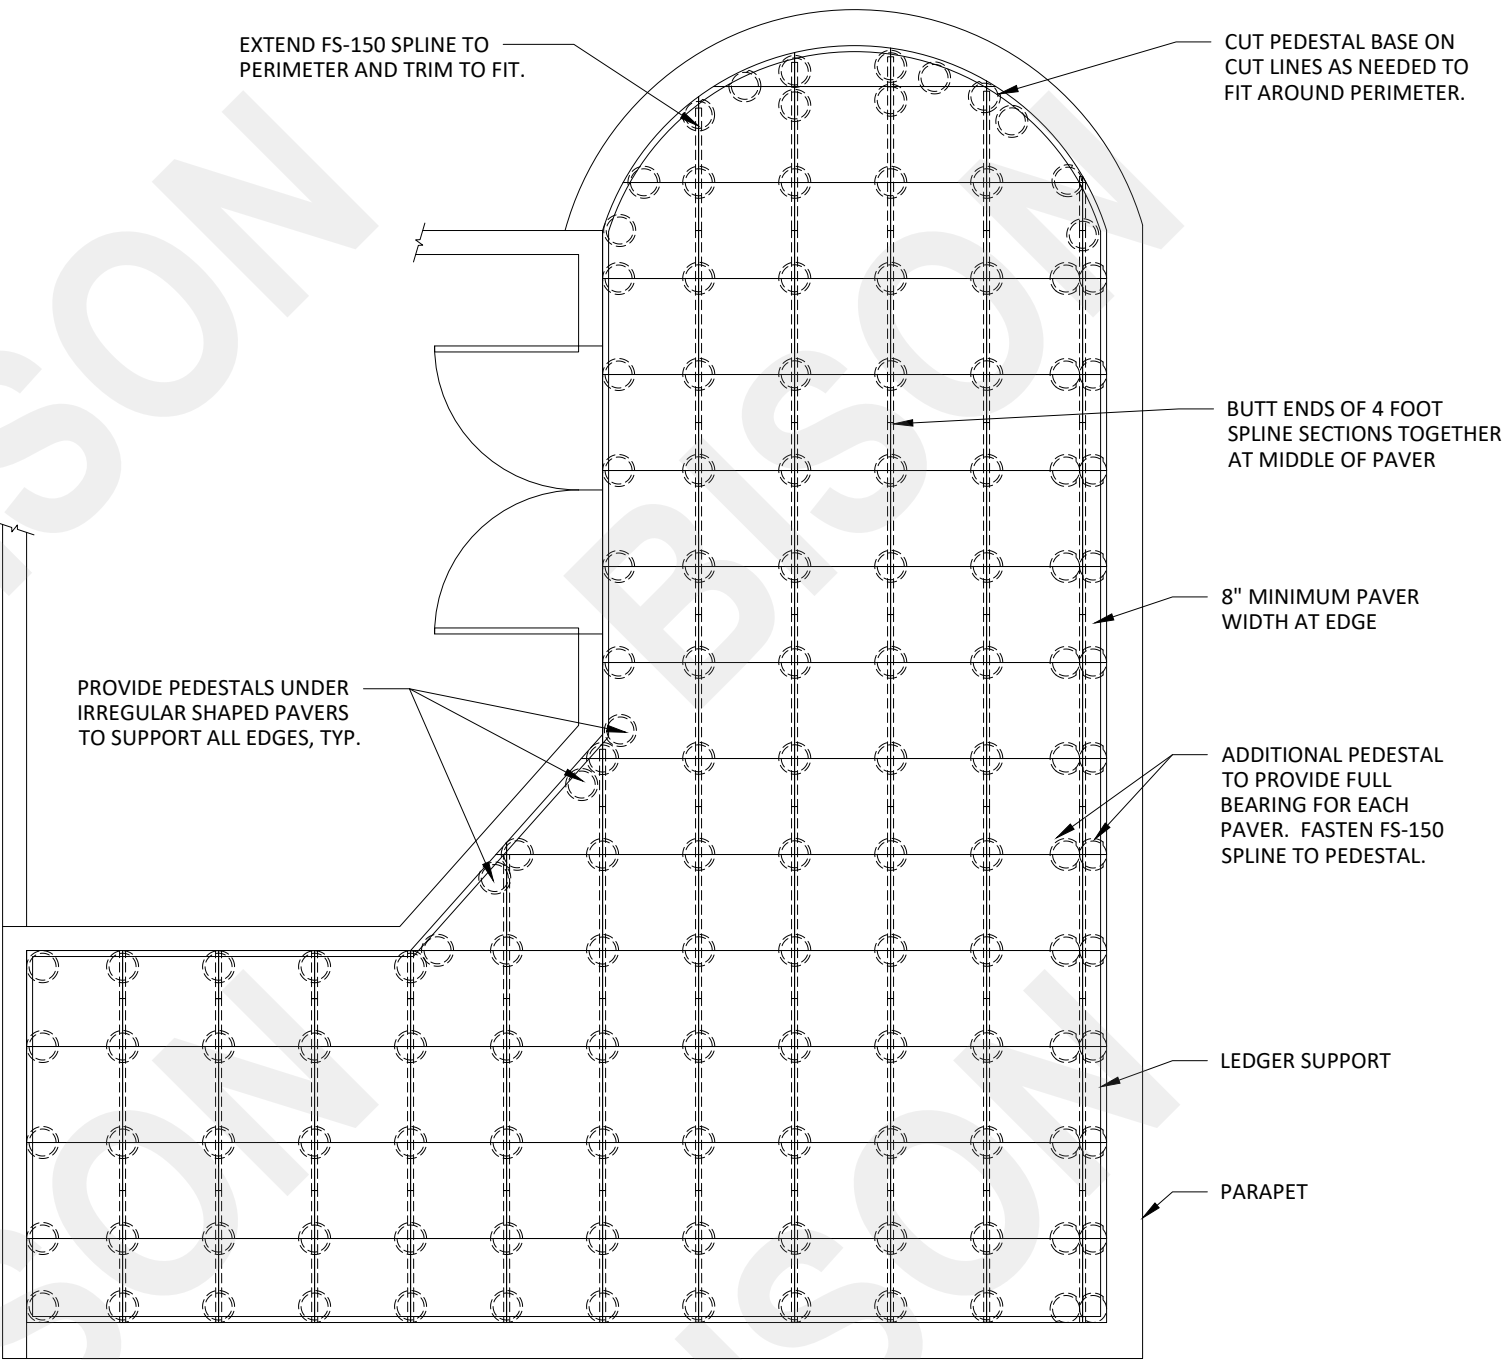 EXTEND FS-150 SPLINE TO
PERIMETER AND TRIM TO FIT.
CUT PEDESTAL BASE ON
CUT LINES AS NEEDED TO
FIT AROUND PERIMETER.
BUTT ENDS OF 4 FOOT
SPLINE SECTIONS TOGETHER
AT MIDDLE OF PAVER
8" MINIMUM PAVER
WIDTH AT EDGE
PROVIDE PEDESTALS UNDER
IRREGULAR SHAPED PAVERS
TO SUPPORT ALL EDGES, TYP.
ADDITIONAL PEDESTAL
TO PROVIDE FULL
BEARING FOR EACH
PAVER. FASTEN FS-150
SPLINE TO PEDESTAL.
LEDGER SUPPORT
PARAPET
BISON
BISON
BISON
BISON